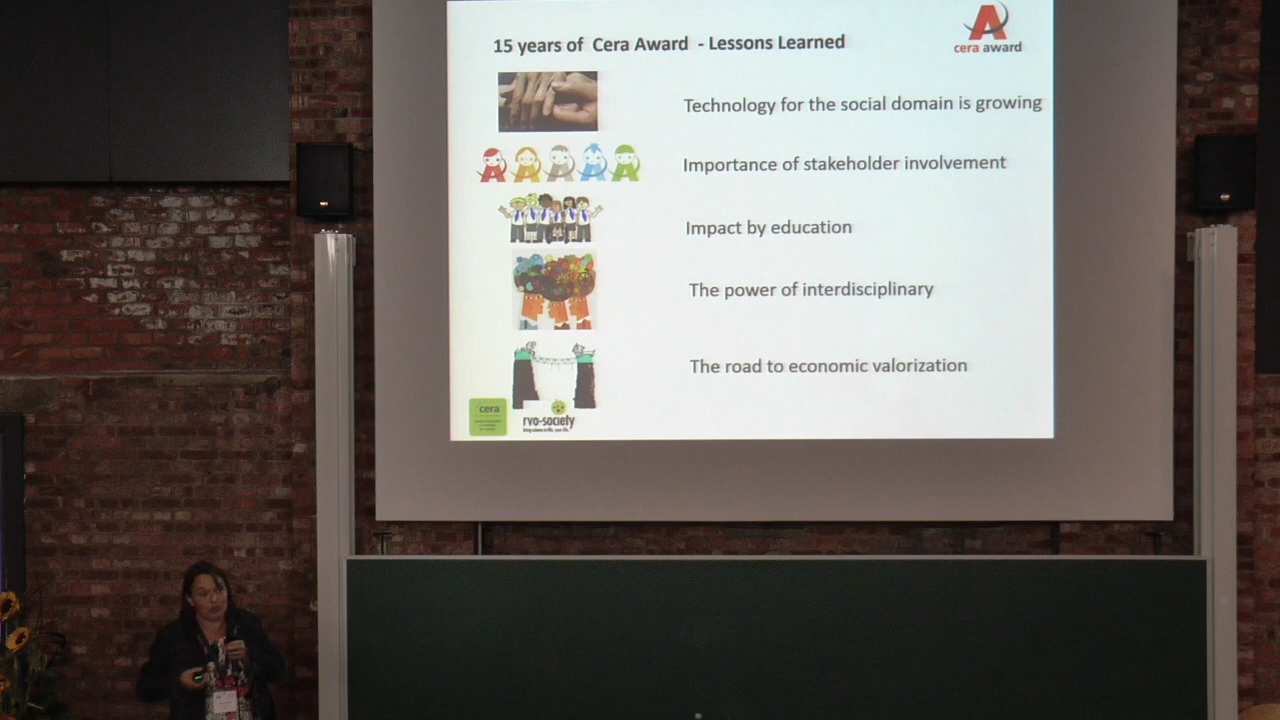 15 years of Cera Award - Lessons Learned
A
cera award
Technology for the social domain is growing
Importance of stakeholder involvement
Impact by education
The power of interdisciplinary
The road to economic valorization
cera
rvo-society